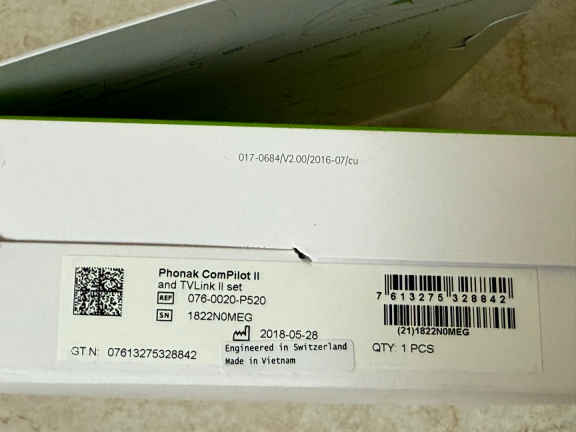 017-0684/V2.00/2016-07/cu
Phonak ComPilot II
and TVLink II set
REF 076-0020-P520
SN 1822N0MEG
2018-05-28
GTIN: 07613275328842
Engineered in Switzerland
Made in Vietnam
7 613275 328842
(21)1822N0MEG
QTY: 1 PCS